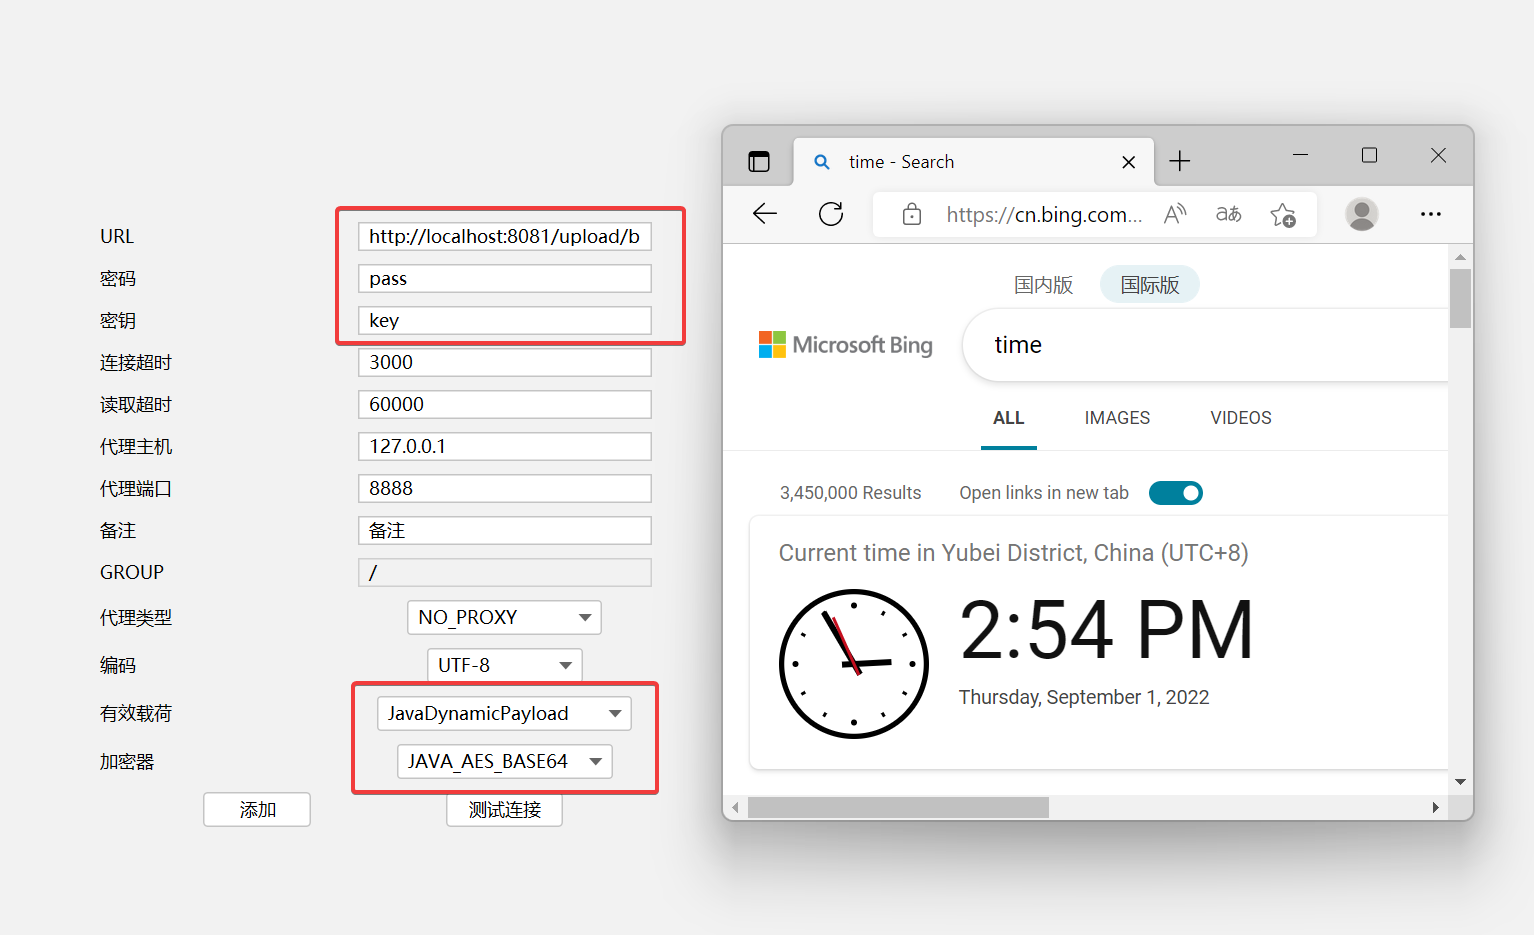 URL
http://localhost:8081/upload/b
密码
pass
密钥
key
连接超时
3000
读取超时
60000
代理主机
127.0.0.1
代理端口
8888
备注
备注
GROUP
/
代理类型
NO_PROXY
编码
UTF-8
有效载荷
JavaDynamicPayload
加密器
JAVA_AES_BASE64
添加
测试连接
time - Search
https://cn.bing.com...
A
aあ
国内版
国际版
Microsoft Bing
time
ALL
IMAGES
VIDEOS
3,450,000 Results
Open links in new tab
Current time in Yubei District, China (UTC+8)
2:54 PM
Thursday, September 1, 2022